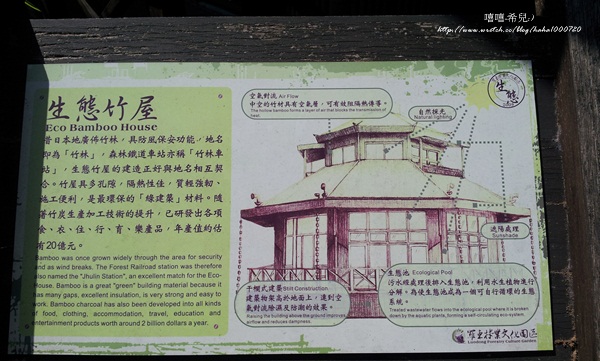 嘻嘻.希兒♪
http://www.wretch.cc/blog/haha1000780
生態竹屋
Eco Bamboo House
昔日本地廣佈竹林，具防風保安功能，地名
即為「竹林」，森林鐵道車站亦稱「竹林車
站」，生態竹屋的建造正好與地名相互契
合。竹屋具多孔隙，隔熱性佳，質輕強韌、
施工便利，是最環保的「綠建築」材料。隨
著竹炭生產加工技術的提升，已研發出各項
食、衣、住、行、育、樂產品，年產值約估
有20億元。
Bamboo was once grown widely through the area for security
and as wind breaks. The Forest Railroad station was therefore
also named the "Jhulin Station", an excellent match for the Eco-
House. Bamboo is a great "green" building material because it
has many gaps, excellent insulation, is very strong and easy to
work. Bamboo charcoal has also been developed into all kinds
of food, clothing, accommodation, travel, education and
entertainment products worth around 2 billion dollars a year.
空氣對流 Air Flow
中空的竹材具有空氣層，可有效阻隔熱傳導。
The hollow bamboo forms a layer of air that blocks the transmission of
heat.
自然採光
Natural lighting
生態
遮陽處理
Sunshade
干欄式建築 Stilt Construction
建築物架高於地面上，達到空
氣對流除濕及防潮的效果。
Raising the building above the ground improves
airflow and reduces dampness.
生態池 Ecological Pool
污水經處理後排入生態池，利用水生植物進行
分解，為使生態池成為一個可自行循環的生態
系統。
Treated wastewater flows into the ecological pool where it is broken
down by the aquatic plants, forming a self-circulating eco-system.
羅東林業文化園區
Luodong Forestry Culture Garden